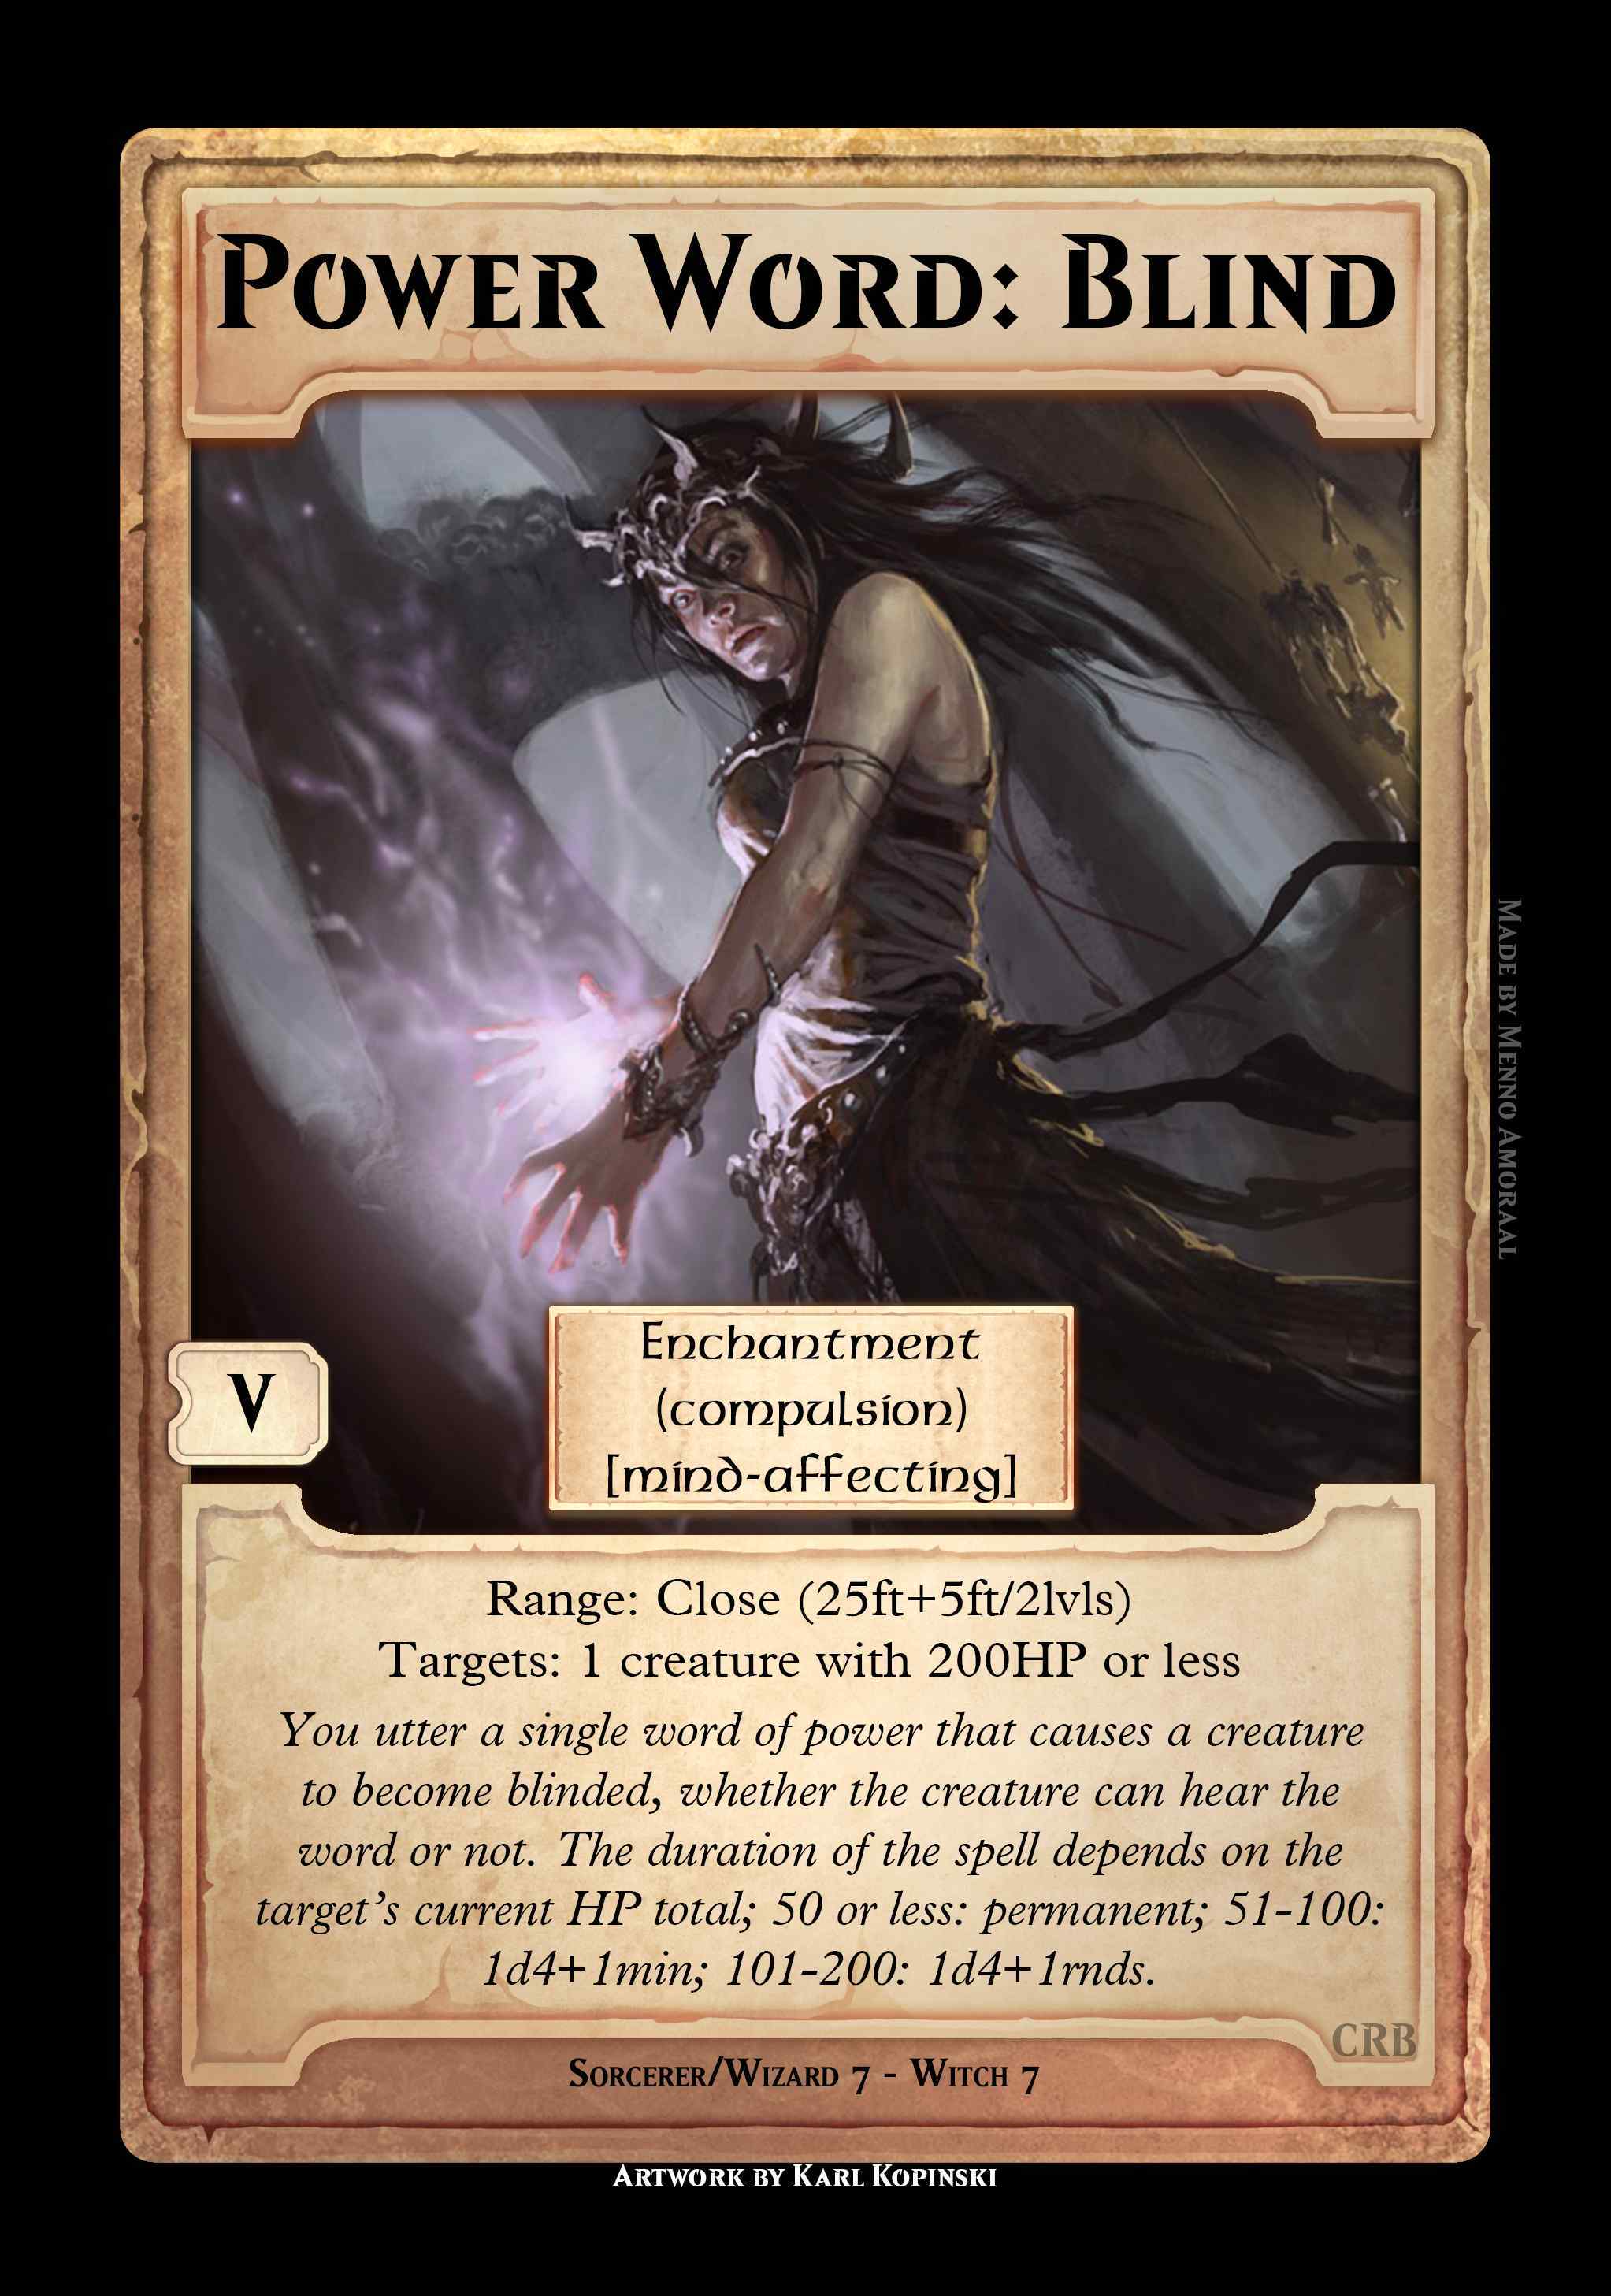 Power Word: Blind
Enchantment
(compulsion)
[mind-affecting]
V
Range: Close (25ft+5ft/2lvls)
Targets: 1 creature with 200HP or less
You utter a single word of power that causes a creature
to become blinded, whether the creature can hear the
word or not. The duration of the spell depends on the
target's current HP total; 50 or less: permanent; 51-100:
1d4+1min; 101-200: 1d4+1rnds.
CRB
Sorcerer/Wizard 7 - Witch 7
Artwork by Karl Kopinski
Made by Menno Amoraal